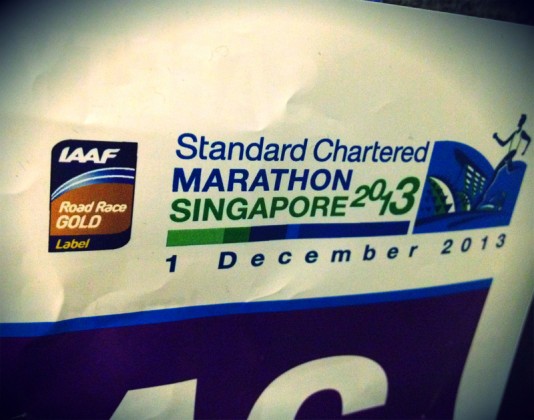 IAAF
Road Race
GOLD
Label
Standard Chartered
MARATHON
SINGAPORE 2013
1 December 2013